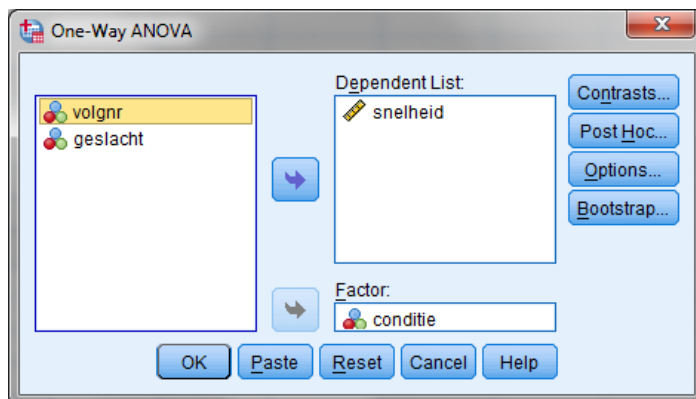 One-Way ANOVA
volgnr
geslacht
Dependent List:
snelheid
Factor:
conditie
Contrasts...
Post Hoc...
Options...
Bootstrap...
OK
Paste
Reset
Cancel
Help